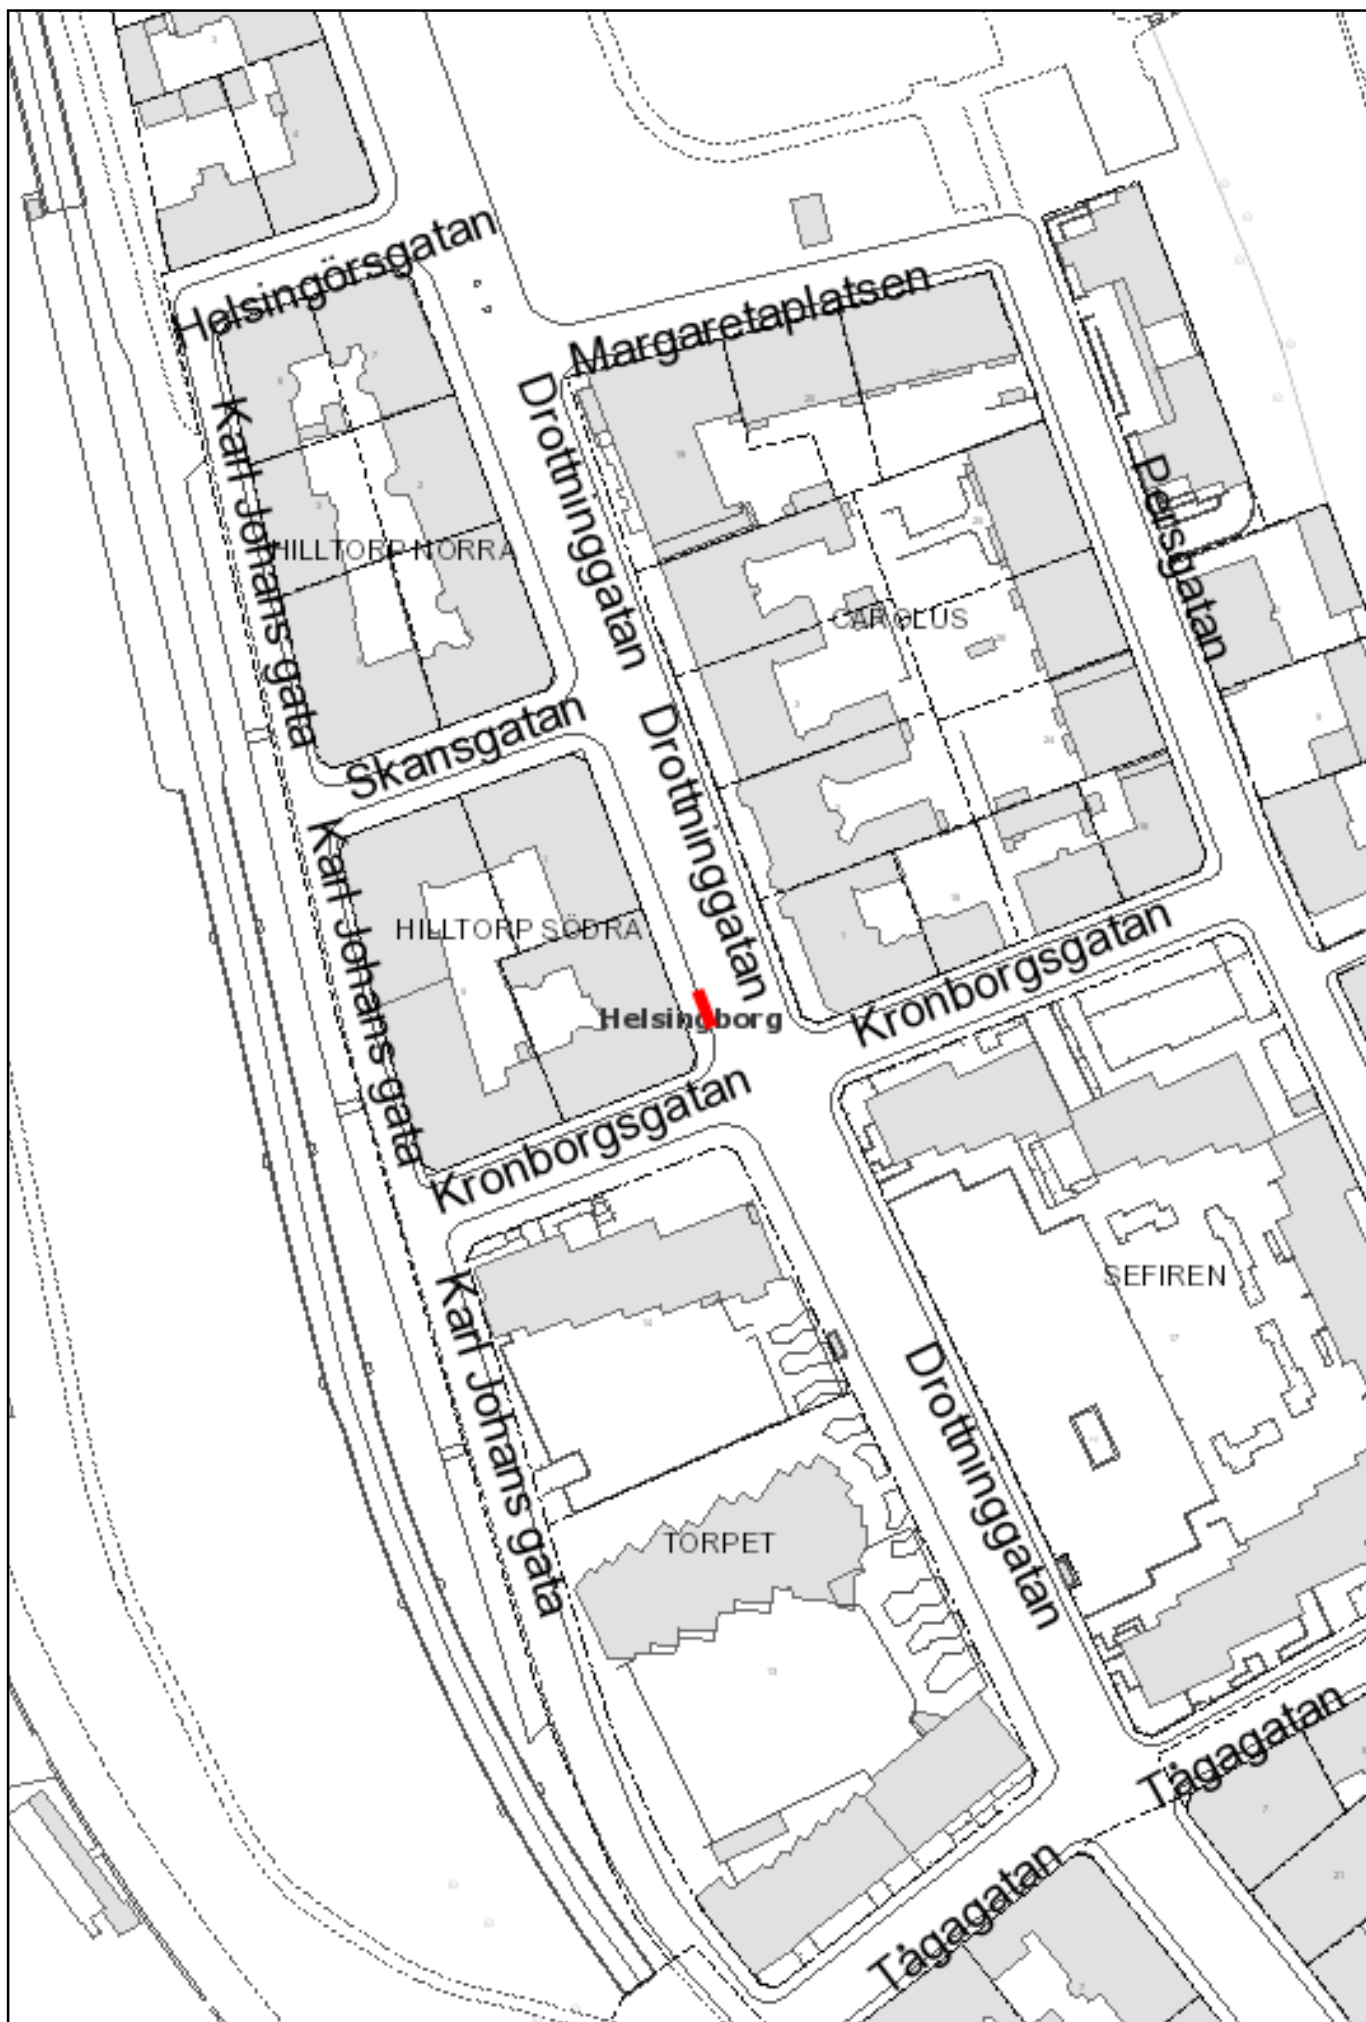 Helsingörsgatan
Margaretaplatsen
Drottninggatan
Karl Johans gata
Persgatan
HILLTORP NORRA
CAROLUS
Skansgatan
Drottninggatan
Karl Johans gata
HILLTORP SÖDRA
Kronborgsgatan
Helsingborg
Kronborgsgatan
SEFIREN
Karl Johans gata
Drottninggatan
TORPET
Tågagatan
Tågagatan